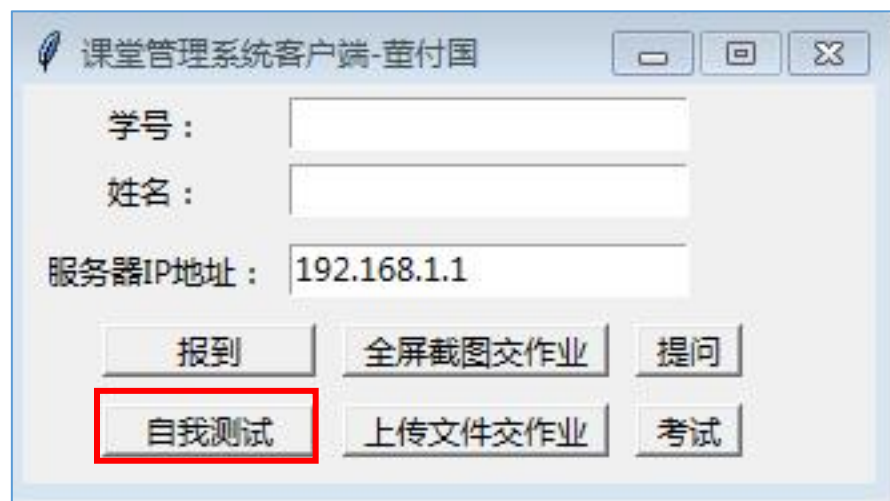 课堂管理系统客户端-董付国
学号：
姓名：
服务器IP地址： 192.168.1.1
报到 全屏截图交作业 提问
自我测试 上传文件交作业 考试